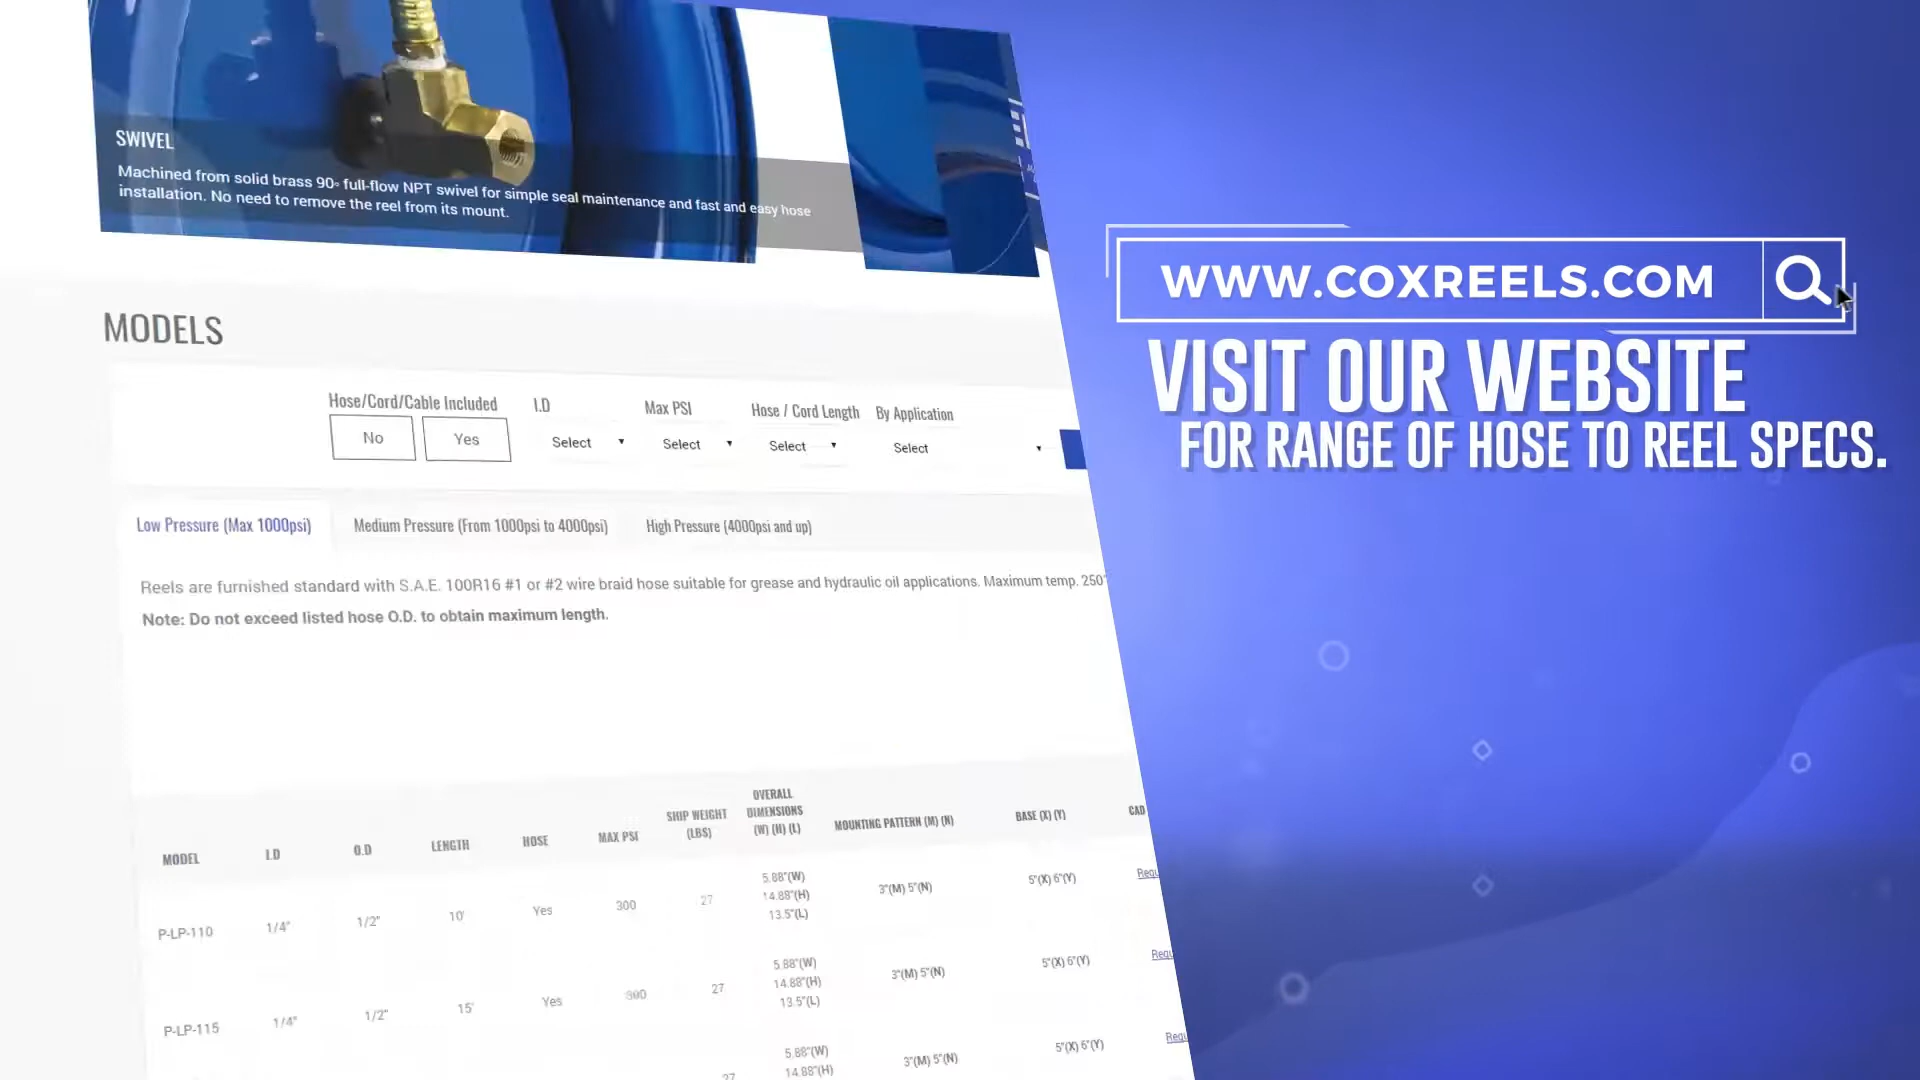 SWIVEL
Machined from solid brass 90° full-flow NPT swivel for simple seal maintenance and fast and easy hose
installation. No need to remove the reel from its mount.
WWW.COXREELS.COM
VISIT OUR WEBSITE
FOR RANGE OF HOSE TO REEL SPECS.
MODELS
Hose/Cord/Cable Included I.D Max PSI Hose / Cord Length By Application
No Yes Select Select Select Select
Low Pressure (Max 1000psi) Medium Pressure (From 1000psi to 4000psi) High Pressure (4000psi and up)
Reels are furnished standard with S.A.E. 100R16 #1 or #2 wire braid hose suitable for grease and hydraulic oil applications. Maximum temp. 250°
Note: Do not exceed listed hose O.D. to obtain maximum length.
MODEL I.D O.D LENGTH HOSE MAX PSI SHIP WEIGHT (LBS) OVERALL DIMENSIONS (W) (H) (L) MOUNTING PATTERN (M) (N) BASE (X) (Y) CAD
P-LP-110 1/4" 1/2" 10' Yes 300 27 5.88"(W) 14.88"(H) 13.5"(L) 3"(M) 5"(N) 5"(X) 6"(Y) Requ
P-LP-115 1/4" 1/2" 15' Yes 300 27 5.88"(W) 14.88"(H) 13.5"(L) 3"(M) 5"(N) 5"(X) 6"(Y) Requ
27 5.88"(W) 14.88"(H) 3"(M) 5"(N) 5"(X) 6"(Y) Requ